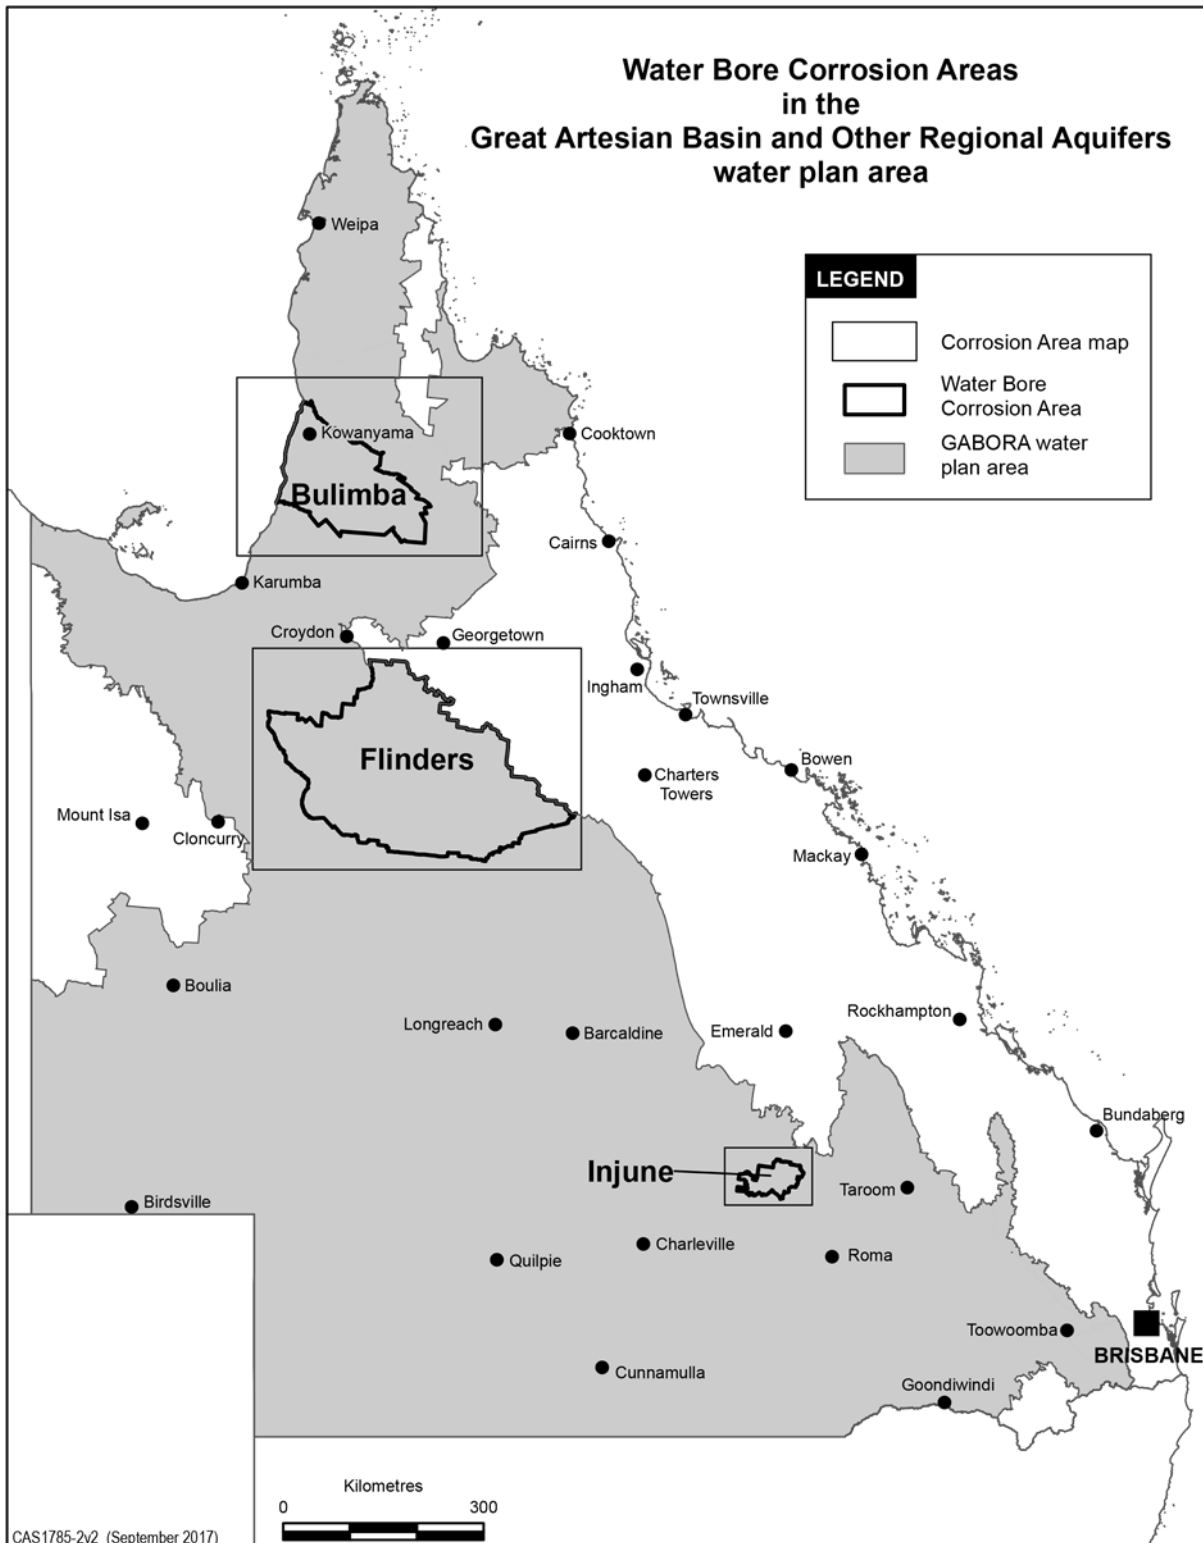 Water Bore Corrosion Areas
in the
Great Artesian Basin and Other Regional Aquifers
water plan area
LEGEND
Corrosion Area map
Water Bore
Corrosion Area
GABORA water
plan area
Weipa
Kowanyama
Cooktown
Bulimba
Cairns
Karumba
Croydon
Georgetown
Ingham
Townsville
Flinders
Bowen
Charters
Towers
Mount Isa
Cloncurry
Mackay
Boulia
Longreach
Barcaldine
Emerald
Rockhampton
Bundaberg
Injune
Taroom
Birdsville
Charleville
Quilpie
Roma
Toowoomba
BRISBANE
Cunnamulla
Goondiwindi
Kilometres
0 300
CAS1785-2v2 (September 2017)